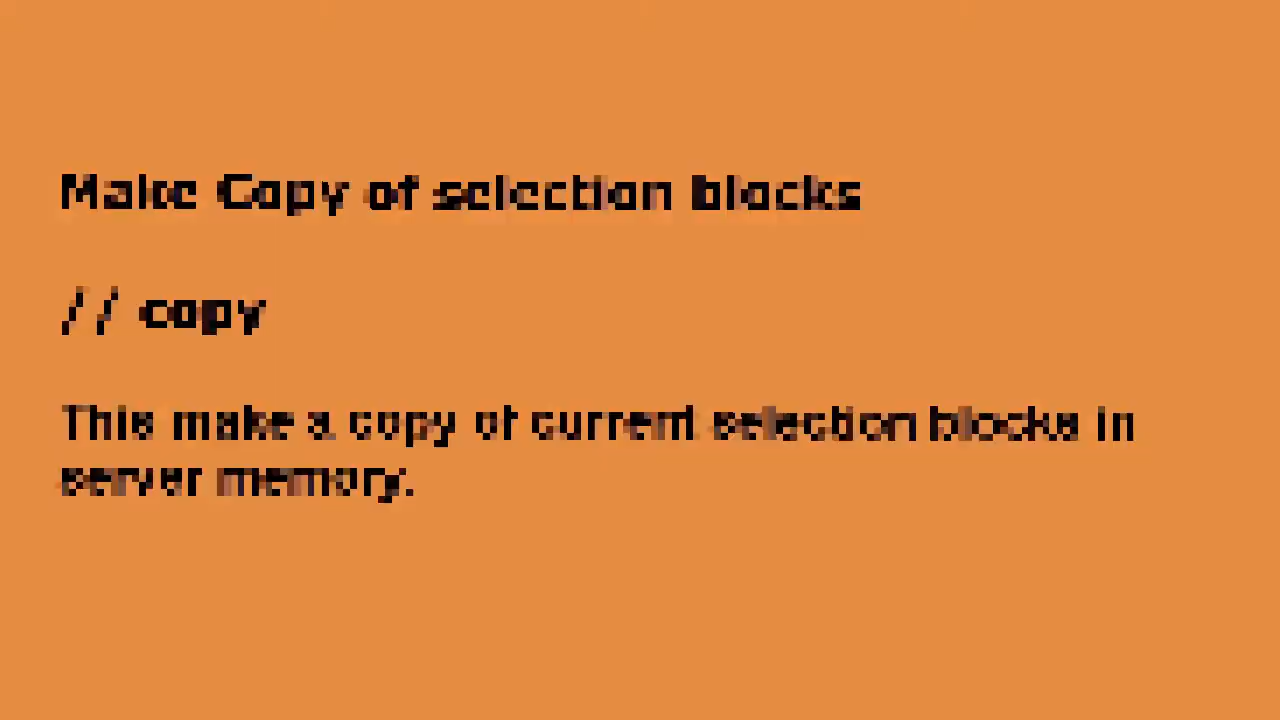 Make Copy of selection blocks
// copy
This make a copy of current selection blocks in
server memory.